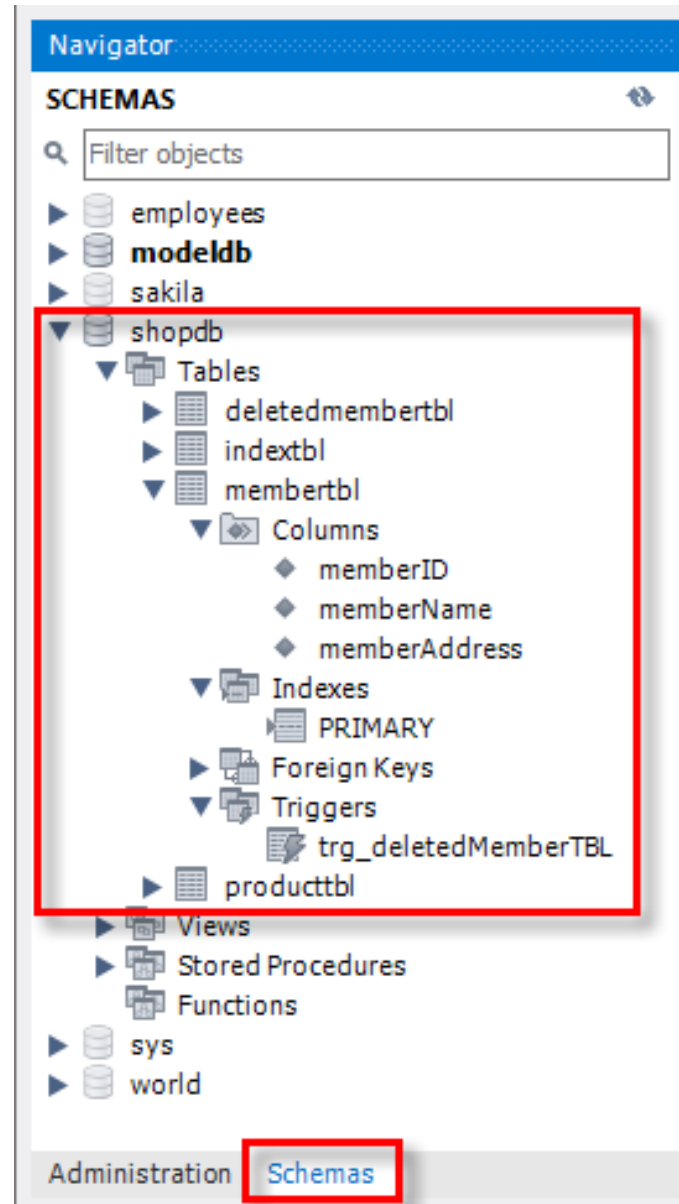 Navigator
SCHEMAS
Filter objects
employees
modeldb
sakila
shopdb
Tables
deletedmembertbl
indextbl
membertbl
Columns
memberID
memberName
memberAddress
Indexes
PRIMARY
Foreign Keys
Triggers
trg_deletedMemberTBL
producttbl
Views
Stored Procedures
Functions
sys
world
Administration Schemas